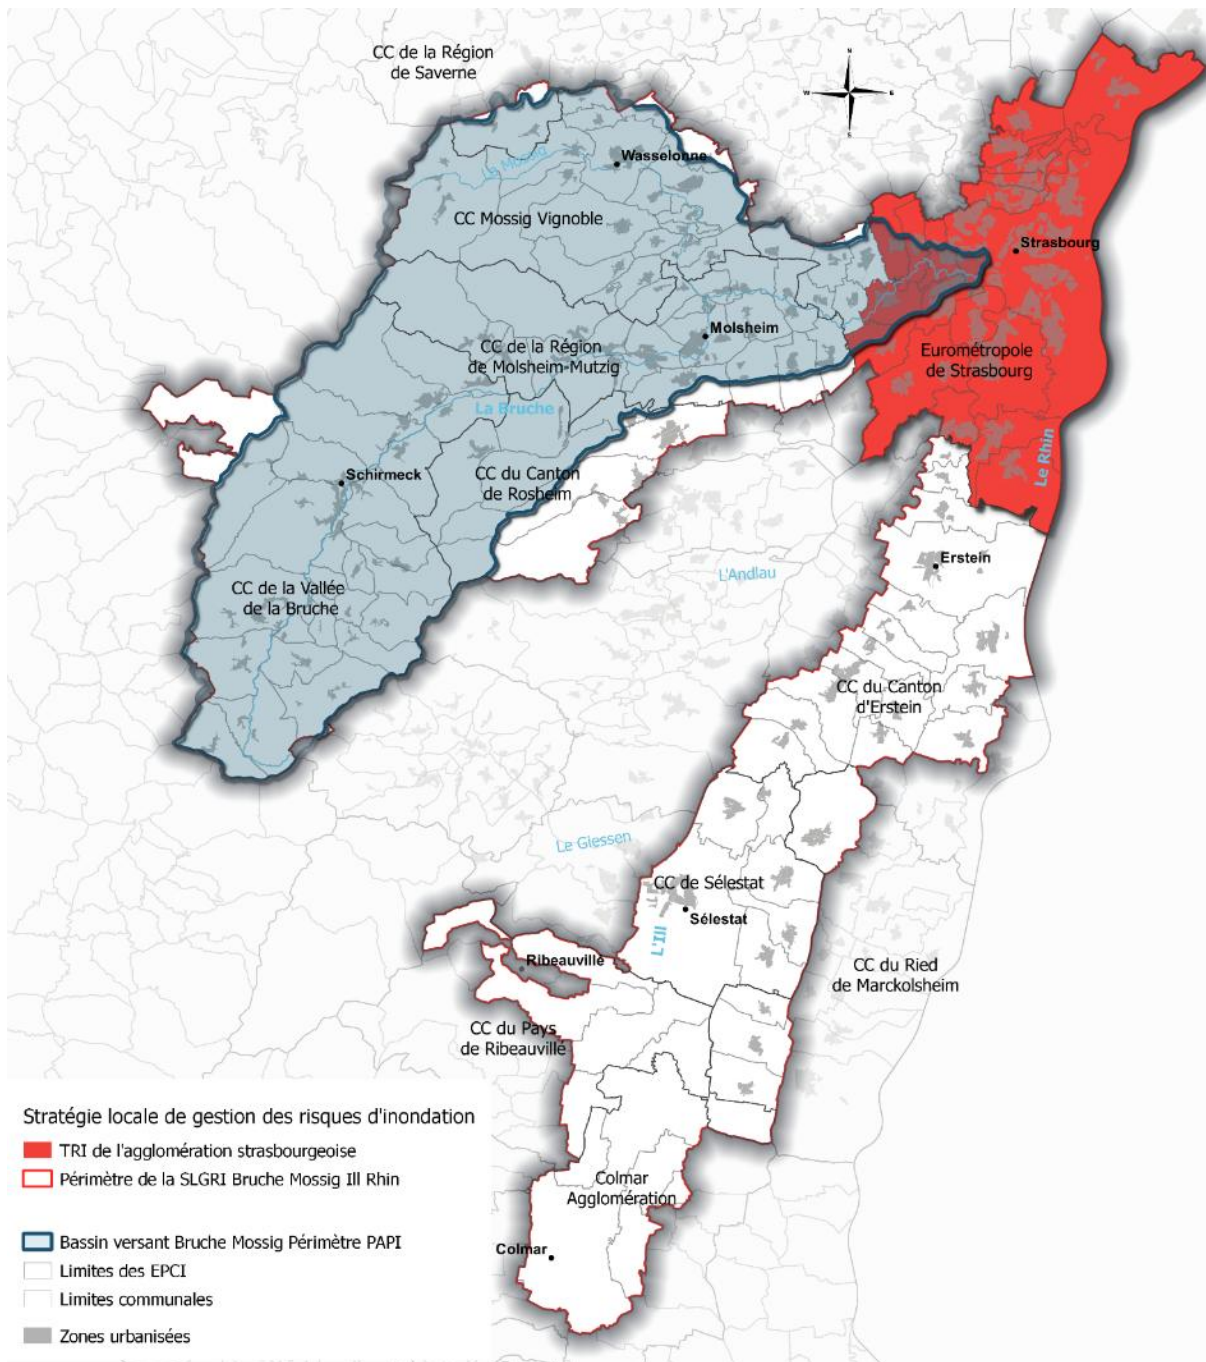 CC de la Région
de Saverne
N
W
E
S
La Mossig
Wasselonne
CC Mossig Vignoble
Strasbourg
Molsheim
CC de la Région
de Molsheim-Mutzig
Eurométropole
de Strasbourg
La Bruche
Le Rhin
Schirmeck
CC du Canton
de Rosheim
Erstein
L'Andlau
CC de la Vallée
de la Bruche
CC du Canton
d'Erstein
Le Giessen
CC de Sélestat
Sélestat
L'Ill
Ribeauvillé
CC du Ried
de Marckolsheim
CC du Pays
de Ribeauvillé
Colmar
Agglomération
Colmar
Stratégie locale de gestion des risques d'inondation
TRI de l'agglomération strasbourgeoise
Périmètre de la SLGRI Bruche Mossig Ill Rhin
Bassin versant Bruche Mossig Périmètre PAPI
Limites des EPCI
Limites communales
Zones urbanisées